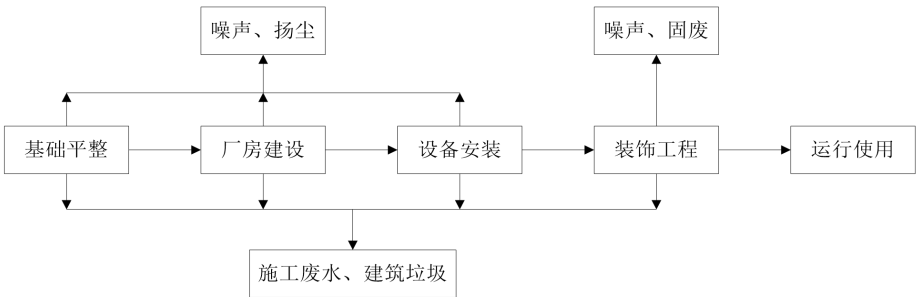 噪声、扬尘
噪声、固废
基础平整
厂房建设
设备安装
装饰工程
运行使用
施工废水、建筑垃圾